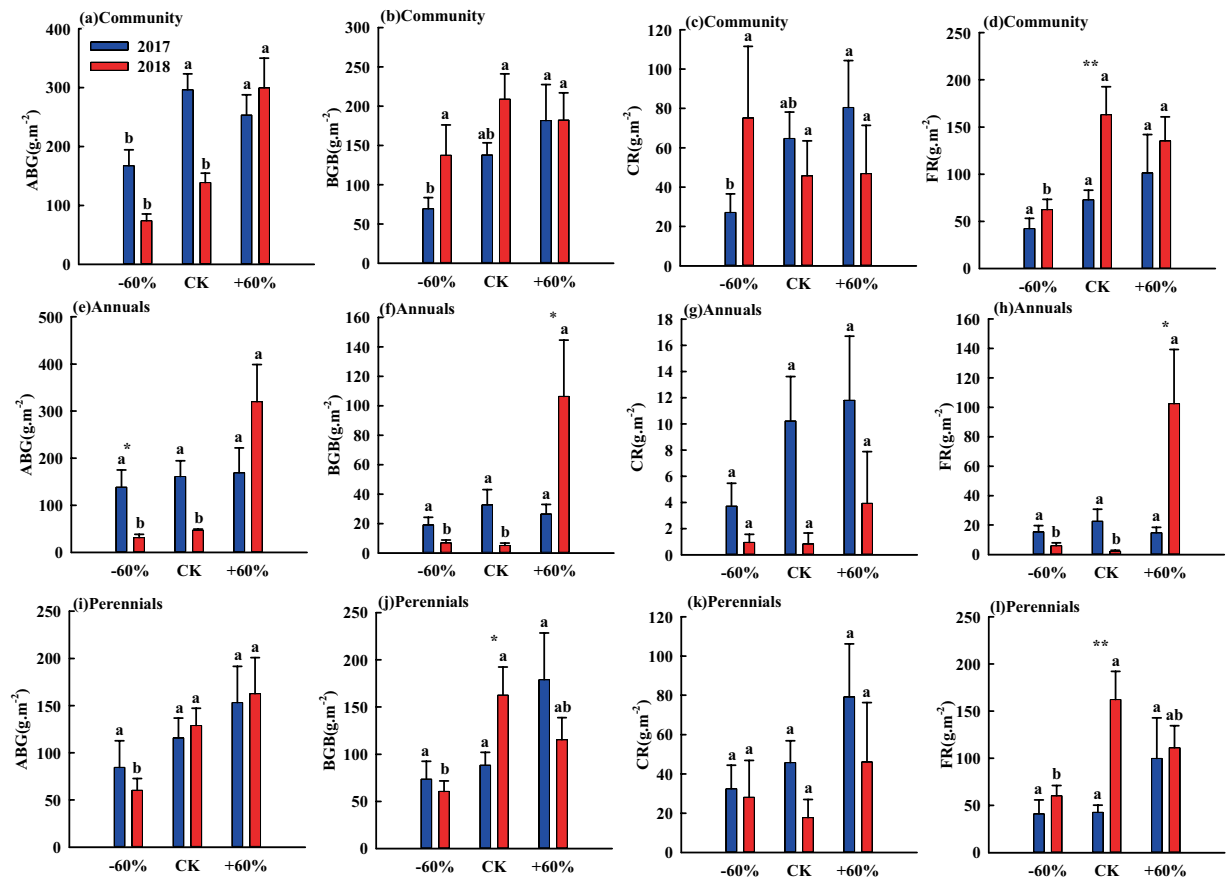 (a)Community
400
300
200
100
0
ABG(g.m-2)
2017
2018
b
b
a
b
a
a
-60% CK +60%
(b)Community
300
250
200
150
100
50
0
BGB(g.m-2)
b
a
ab
a
a
a
-60% CK +60%
(c)Community
120
100
80
60
40
20
0
CR(g.m-2)
b
a
ab
a
a
a
-60% CK +60%
(d)Community
250
200
150
100
50
0
FR(g.m-2)
a
b
**
a
a
a
a
-60% CK +60%
(e)Annuals
500
400
300
200
100
0
ABG(g.m-2)
*
a
b
a
b
a
a
-60% CK +60%
(f)Annuals
160
140
120
100
80
60
40
20
0
BGB(g.m-2)
a
b
a
b
*
a
a
-60% CK +60%
(g)Annuals
18
16
14
12
10
8
6
4
2
0
CR(g.m-2)
a
a
a
a
a
a
-60% CK +60%
(h)Annuals
160
140
120
100
80
60
40
20
0
FR(g.m-2)
a
b
a
b
*
a
a
-60% CK +60%
(i)Perennials
250
200
150
100
50
0
ABG(g.m-2)
a
b
a
a
a
a
-60% CK +60%
(j)Perennials
250
200
150
100
50
0
BGB(g.m-2)
a
b
*
a
a
a
ab
-60% CK +60%
(k)Perennials
120
100
80
60
40
20
0
CR(g.m-2)
a
a
a
a
a
a
-60% CK +60%
(l)Perennials
250
200
150
100
50
0
FR(g.m-2)
a
b
**
a
a
a
ab
-60% CK +60%